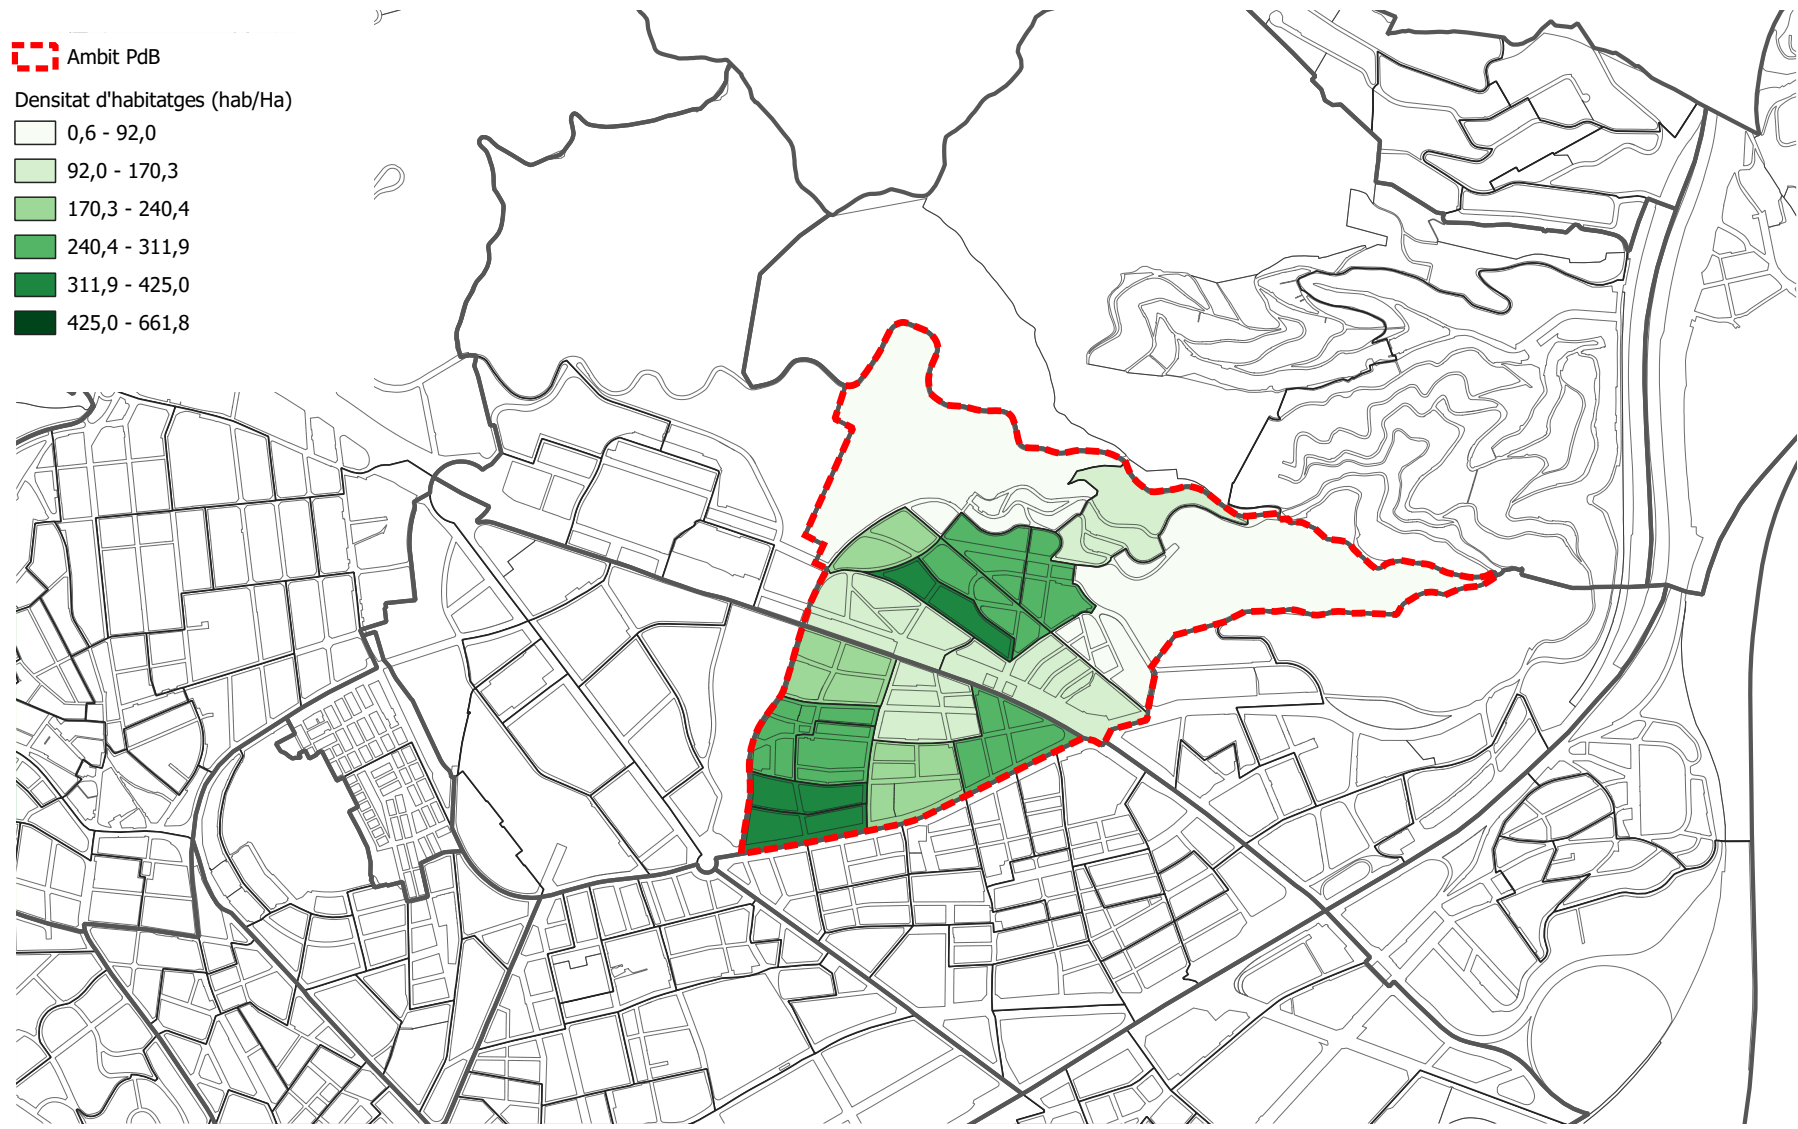 Ambit PdB
Densitat d'habitatges (hab/Ha)
0,6 - 92,0
92,0 - 170,3
170,3 - 240,4
240,4 - 311,9
311,9 - 425,0
425,0 - 661,8